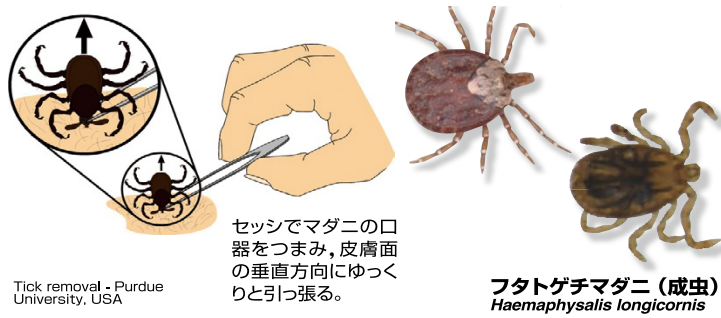 セッシでマダニの口
器をつまみ，皮膚面
の垂直方向にゆっく
りと引っ張る。
Tick removal - Purdue
University, USA
フタトゲチマダニ（成虫）
Haemaphysalis longicornis